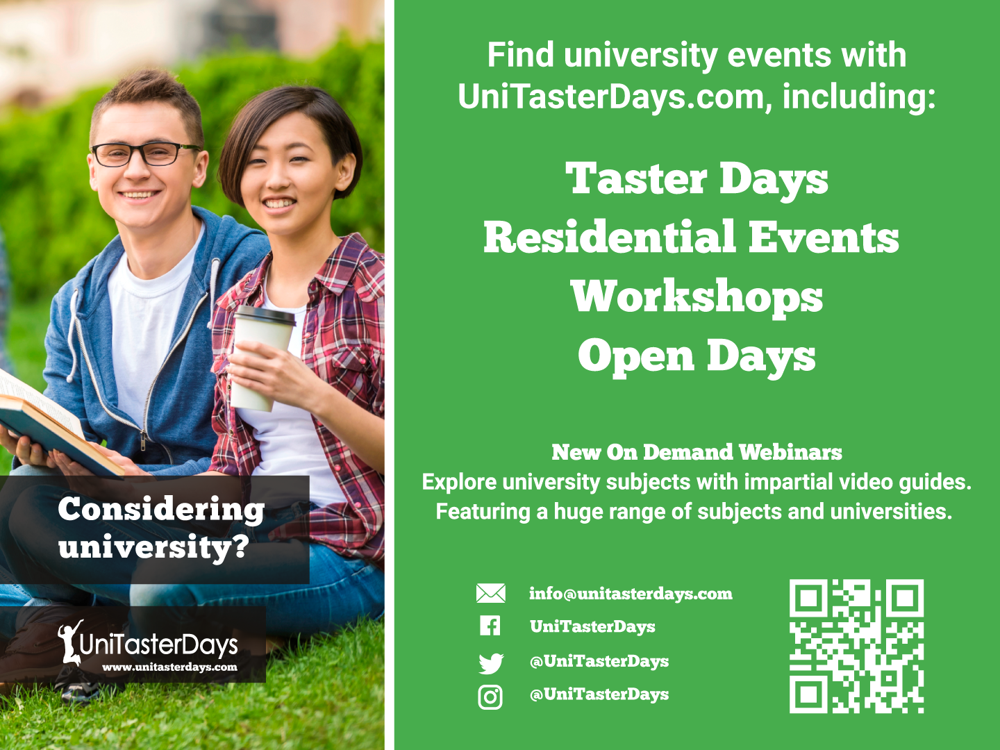 Find university events with
UniTasterDays.com, including:
Taster Days
Residential Events
Workshops
Open Days
New On Demand Webinars
Explore university subjects with impartial video guides.
Featuring a huge range of subjects and universities.
info@unitasterdays.com
UniTasterDays
@UniTasterDays
@UniTasterDays
Considering
university?
UniTasterDays
www.unitasterdays.com